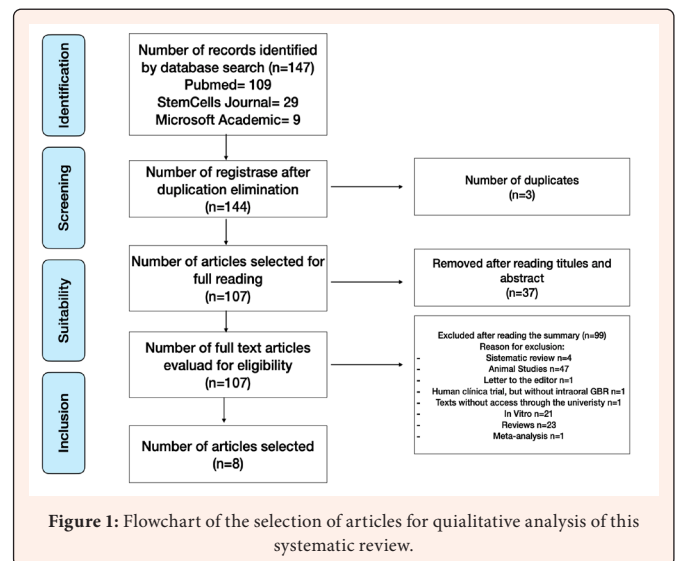 Identification
Number of records identified
by database search (n=147)
Pubmed= 109
StemCells Journal= 29
Microsoft Academic= 9
Screening
Number of registrase after
duplication elimination
(n=144)
Number of duplicates
(n=3)
Suitability
Number of articles selected for
full reading
(n=107)
Removed after reading titules and
abstract
(n=37)
Number of full text articles
evaluad for eligibility
(n=107)
Excluded after reading the summary (n=99)
Reason for exclusion:
- Sistematic review n=4
- Animal Studies n=47
- Letter to the editor n=1
- Human clínica trial, but without intraoral GBR n=1
- Texts without access through the univeristy n=1
- In Vitro n=21
- Reviews n=23
- Meta-analysis n=1
Inclusion
Number of articles selected
(n=8)
Figure 1: Flowchart of the selection of articles for quialitative analysis of this
systematic review.